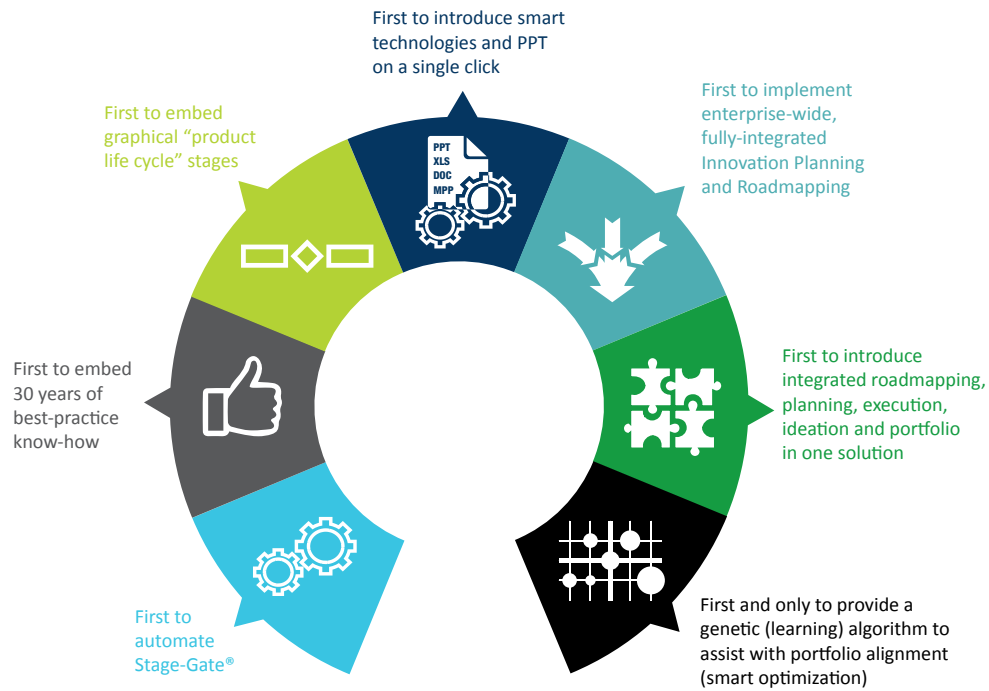 First to introduce smart
technologies and PPT
on a single click
First to embed
graphical “product
life cycle” stages
First to implement
enterprise-wide,
fully-integrated
Innovation Planning
and Roadmapping
PPT
XLS
DOC
MPP
First to embed
30 years of
best-practice
know-how
First to introduce
integrated roadmapping,
planning, execution,
ideation and portfolio
in one solution
First to
automate
Stage-Gate®
First and only to provide a
genetic (learning) algorithm to
assist with portfolio alignment
(smart optimization)